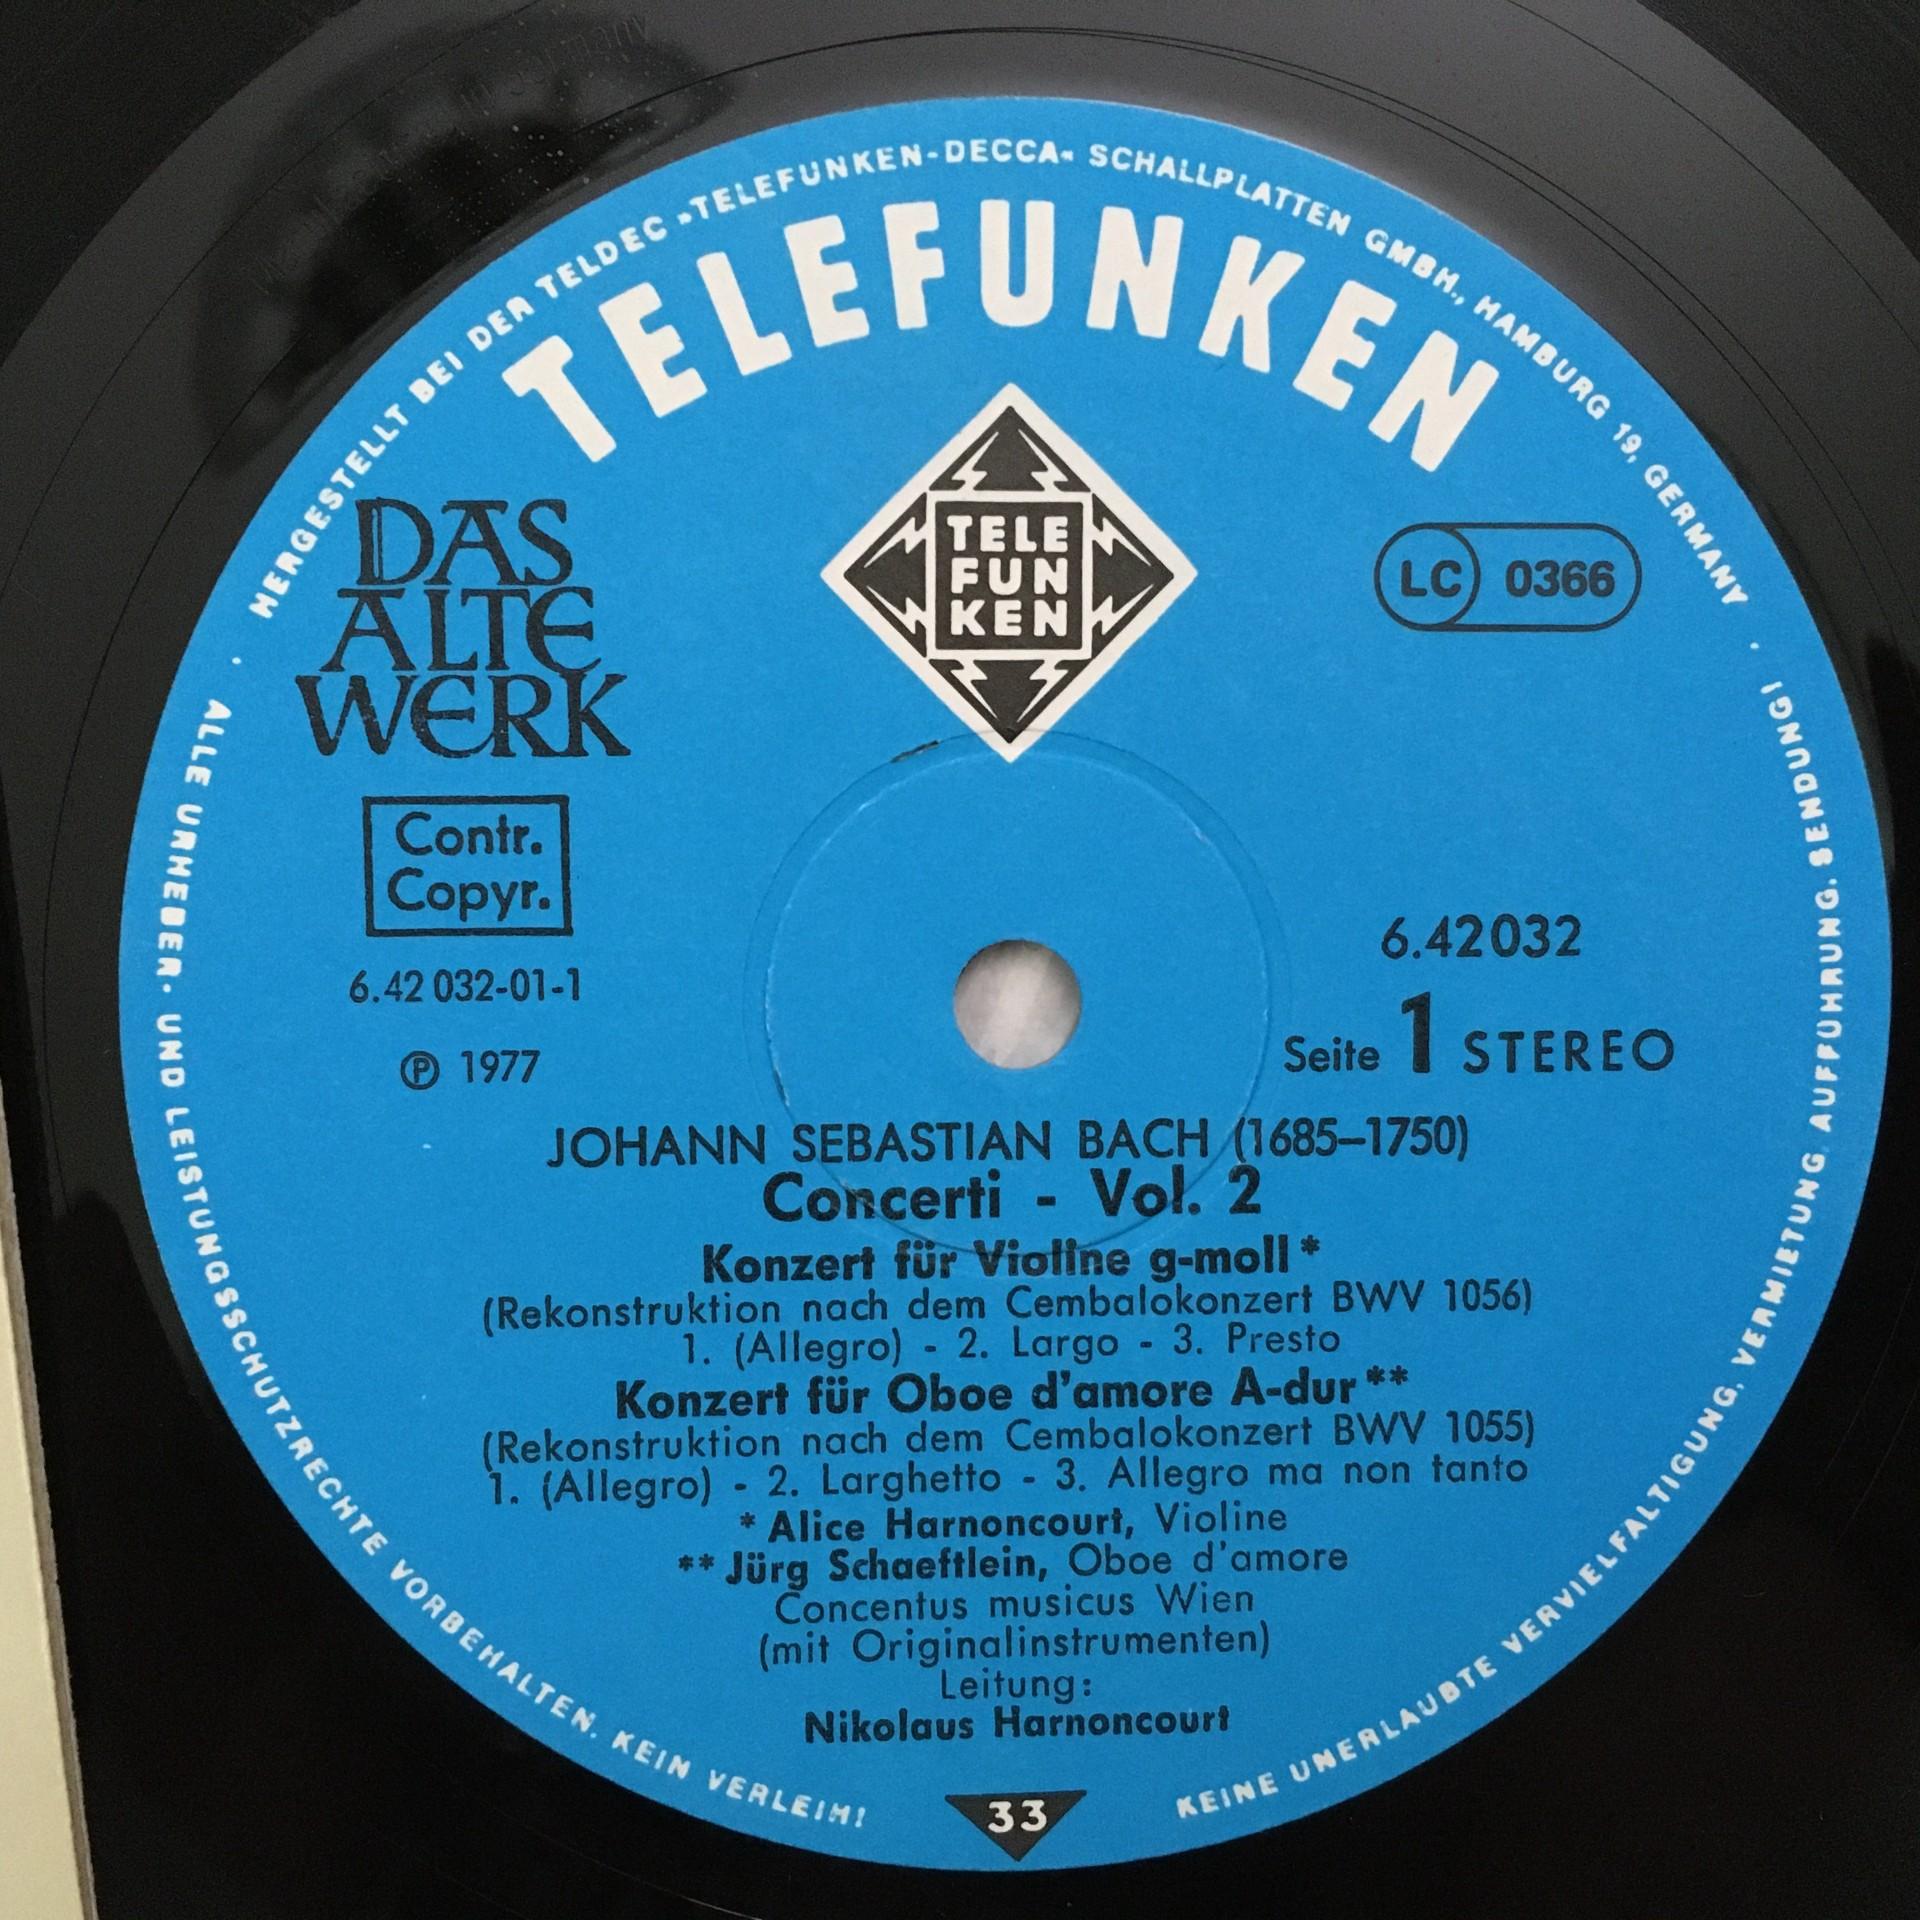 HERGESTELLT BEI DER TELDEC »TELEFUNKEN-DECCA« SCHALLPLATTEN GMBH., HAMBURG 19, GERMANY
TELEFUNKEN
TELE
FUN
KEN
DAS
ALTE
WERK
LC 0366
Contr.
Copyr.
6.42032
6.42 032-01-1
Seite 1 STEREO
℗ 1977
JOHANN SEBASTIAN BACH (1685–1750)
Concerti - Vol. 2
Konzert für Violine g-moll*
(Rekonstruktion nach dem Cembalokonzert BWV 1056)
1. (Allegro) - 2. Largo - 3. Presto
Konzert für Oboe d'amore A-dur**
(Rekonstruktion nach dem Cembalokonzert BWV 1055)
1. (Allegro) - 2. Larghetto - 3. Allegro ma non tanto
* Alice Harnoncourt, Violine
** Jürg Schaeftlein, Oboe d'amore
Concentus musicus Wien
(mit Originalinstrumenten)
Leitung:
Nikolaus Harnoncourt
33
· ALLE URHEBER- UND LEISTUNGSSCHUTZRECHTE VORBEHALTEN. KEIN VERLEIH!
KEINE UNERLAUBTE VERVIELFALTIGUNG, VERMIETUNG, AUFFUHRUNG, SENDUNG! ·